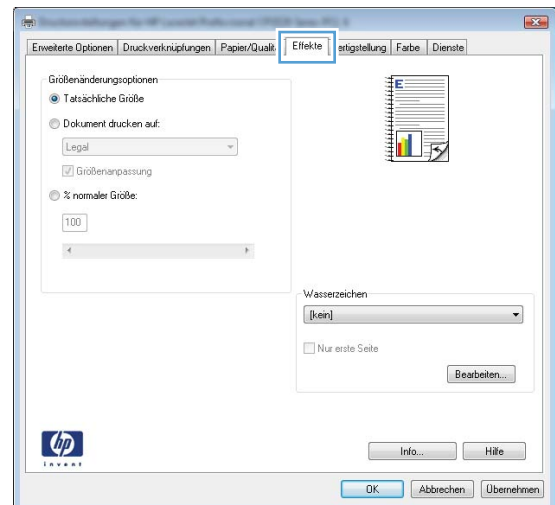 Erweiterte Optionen Druckverknüpfungen Papier/Qualit Effekte ertigstellung Farbe Dienste
Größenänderungsoptionen
Tatsächliche Größe
Dokument drucken auf:
Legal
Größenanpassung
% normaler Größe:
100
E
Wasserzeichen
[kein]
Nur erste Seite
Bearbeiten...
hp
invent
Info... Hilfe
OK Abbrechen Übernehmen